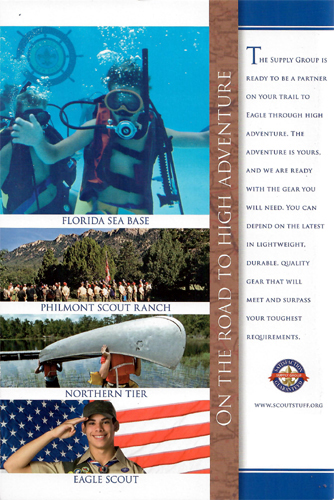 FLORIDA SEA BASE
PHILMONT SCOUT RANCH
NORTHERN TIER
EAGLE SCOUT
ON THE ROAD TO HIGH ADVENTURE
THE SUPPLY GROUP IS
READY TO BE A PARTNER
ON YOUR TRAIL TO
EAGLE THROUGH HIGH
ADVENTURE. THE
ADVENTURE IS YOURS,
AND WE ARE READY
WITH THE GEAR YOU
WILL NEED. YOU CAN
DEPEND ON THE LATEST
IN LIGHTWEIGHT,
DURABLE, QUALITY
GEAR THAT WILL
MEET AND SURPASS
YOUR TOUGHEST
REQUIREMENTS.
SATISFACTION
GUARANTEED
WWW.SCOUTSTUFF.ORG